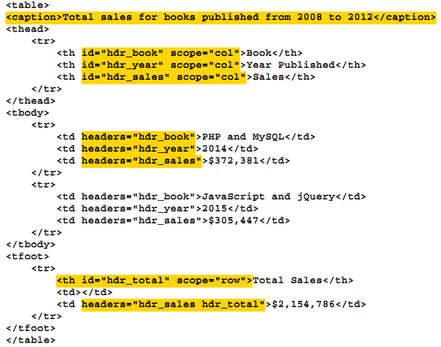 <table>
<caption>Total sales for books published from 2008 to 2012</caption>
<thead>
    <tr>
        <th id="hdr_book" scope="col">Book</th>
        <th id="hdr_year" scope="col">Year Published</th>
        <th id="hdr_sales" scope="col">Sales</th>
    </tr>
</thead>
<tbody>
    <tr>
        <td headers="hdr_book">PHP and MySQL</td>
        <td headers="hdr_year">2014</td>
        <td headers="hdr_sales">$372,381</td>
    </tr>
    <tr>
        <td headers="hdr_book">JavaScript and jQuery</td>
        <td headers="hdr_year">2015</td>
        <td headers="hdr_sales">$305,447</td>
    </tr>
</tbody>
<tfoot>
    <tr>
        <th id="hdr_total" scope="row">Total Sales</th>
        <td></td>
        <td headers="hdr_sales hdr_total">$2,154,786</td>
    </tr>
</tfoot>
</table>